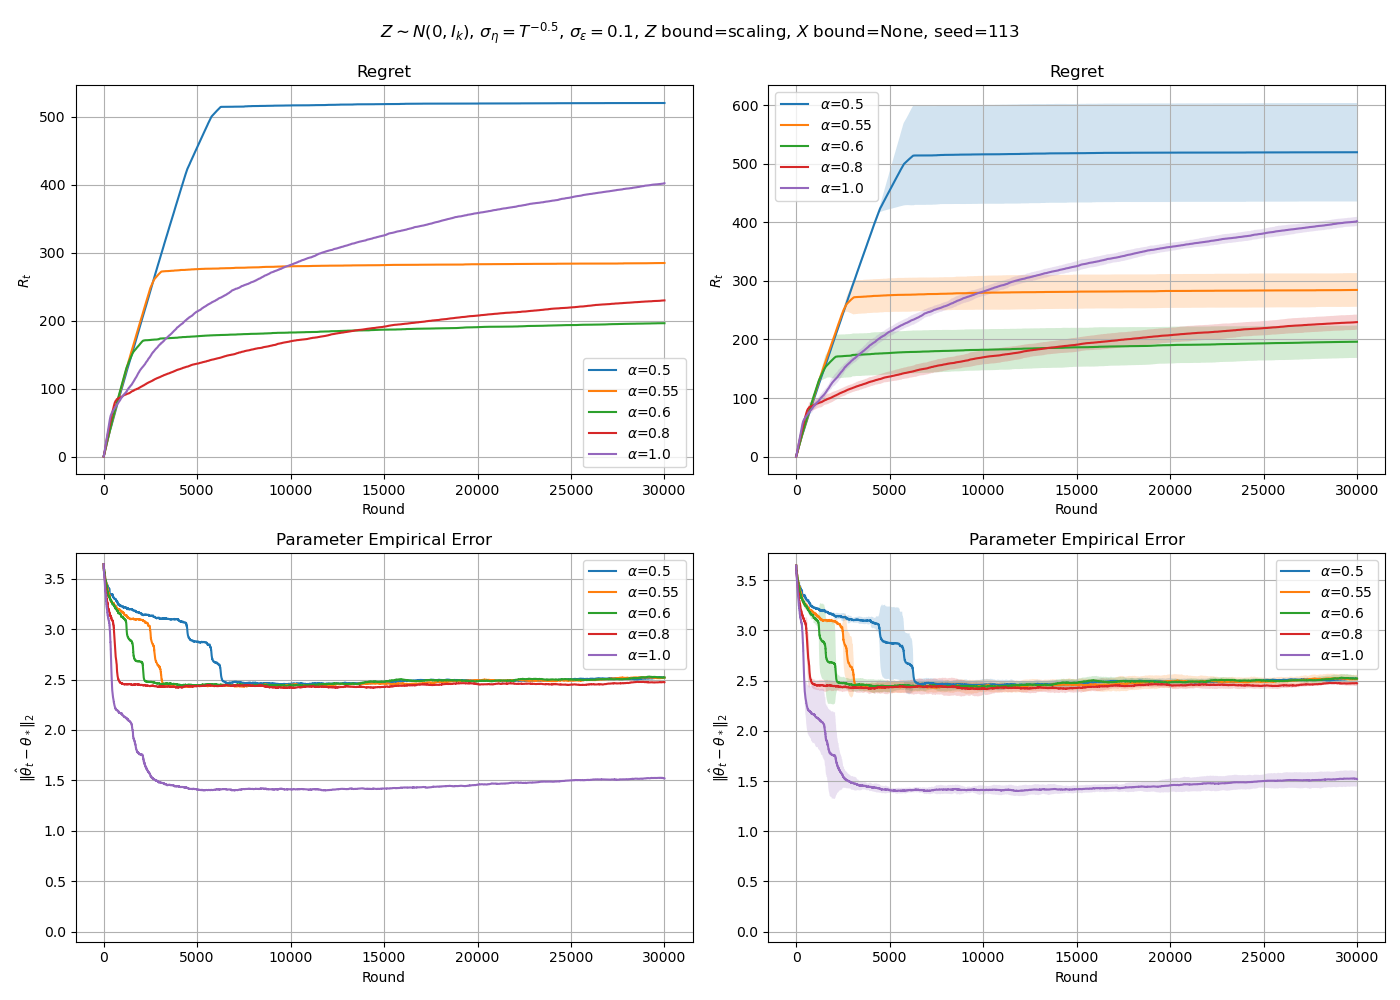 Z ∼ N(0, I_k), σ_η = T^{−0.5}, σ_ε = 0.1, Z bound=scaling, X bound=None, seed=113
Regret
R_t
500
400
300
200
100
0
0 5000 10000 15000 20000 25000 30000
Round
α=0.5
α=0.55
α=0.6
α=0.8
α=1.0
Regret
R_t
600
500
400
300
200
100
0
0 5000 10000 15000 20000 25000 30000
Round
α=0.5
α=0.55
α=0.6
α=0.8
α=1.0
Parameter Empirical Error
‖θ̂_t − θ_*‖_2
3.5
3.0
2.5
2.0
1.5
1.0
0.5
0.0
0 5000 10000 15000 20000 25000 30000
Round
α=0.5
α=0.55
α=0.6
α=0.8
α=1.0
Parameter Empirical Error
‖θ̂_t − θ_*‖_2
3.5
3.0
2.5
2.0
1.5
1.0
0.5
0.0
0 5000 10000 15000 20000 25000 30000
Round
α=0.5
α=0.55
α=0.6
α=0.8
α=1.0